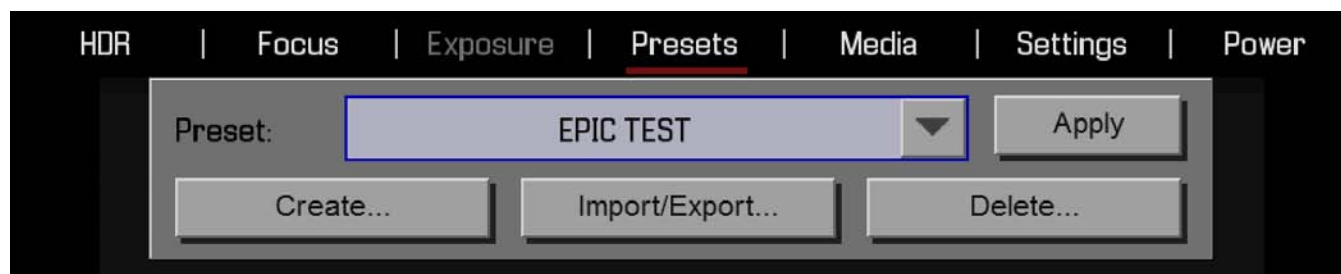 HDR | Focus | Exposure | Presets | Media | Settings | Power
Preset: EPIC TEST Apply
Create... Import/Export... Delete...